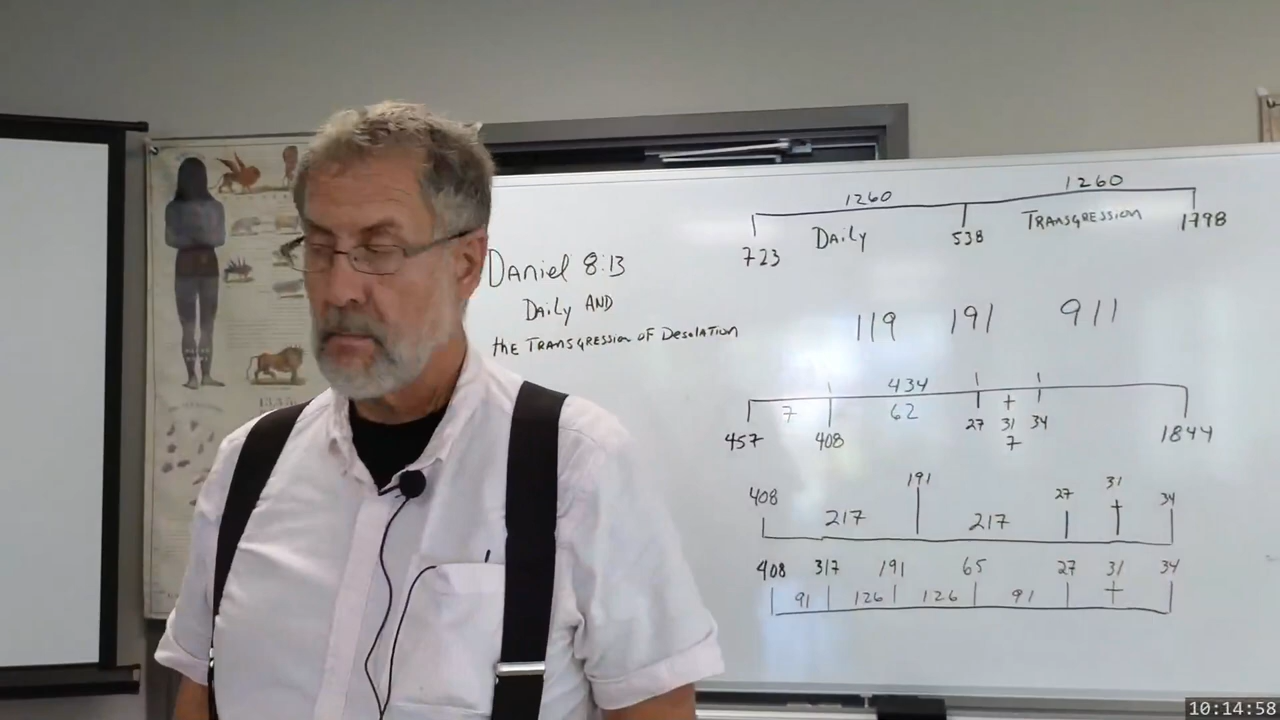 Daniel 8:13
Daily AND
the TRANSGRESSION OF DESOLATION
1260 1260
Daily TRANSGRESSION
723 538 1798
119 191 911
434
7 62
457 408 27 31 34 1844
7
191
408 27 31 34
217 217
408 317 191 65 27 31 34
91 126 126 91
10:14:58